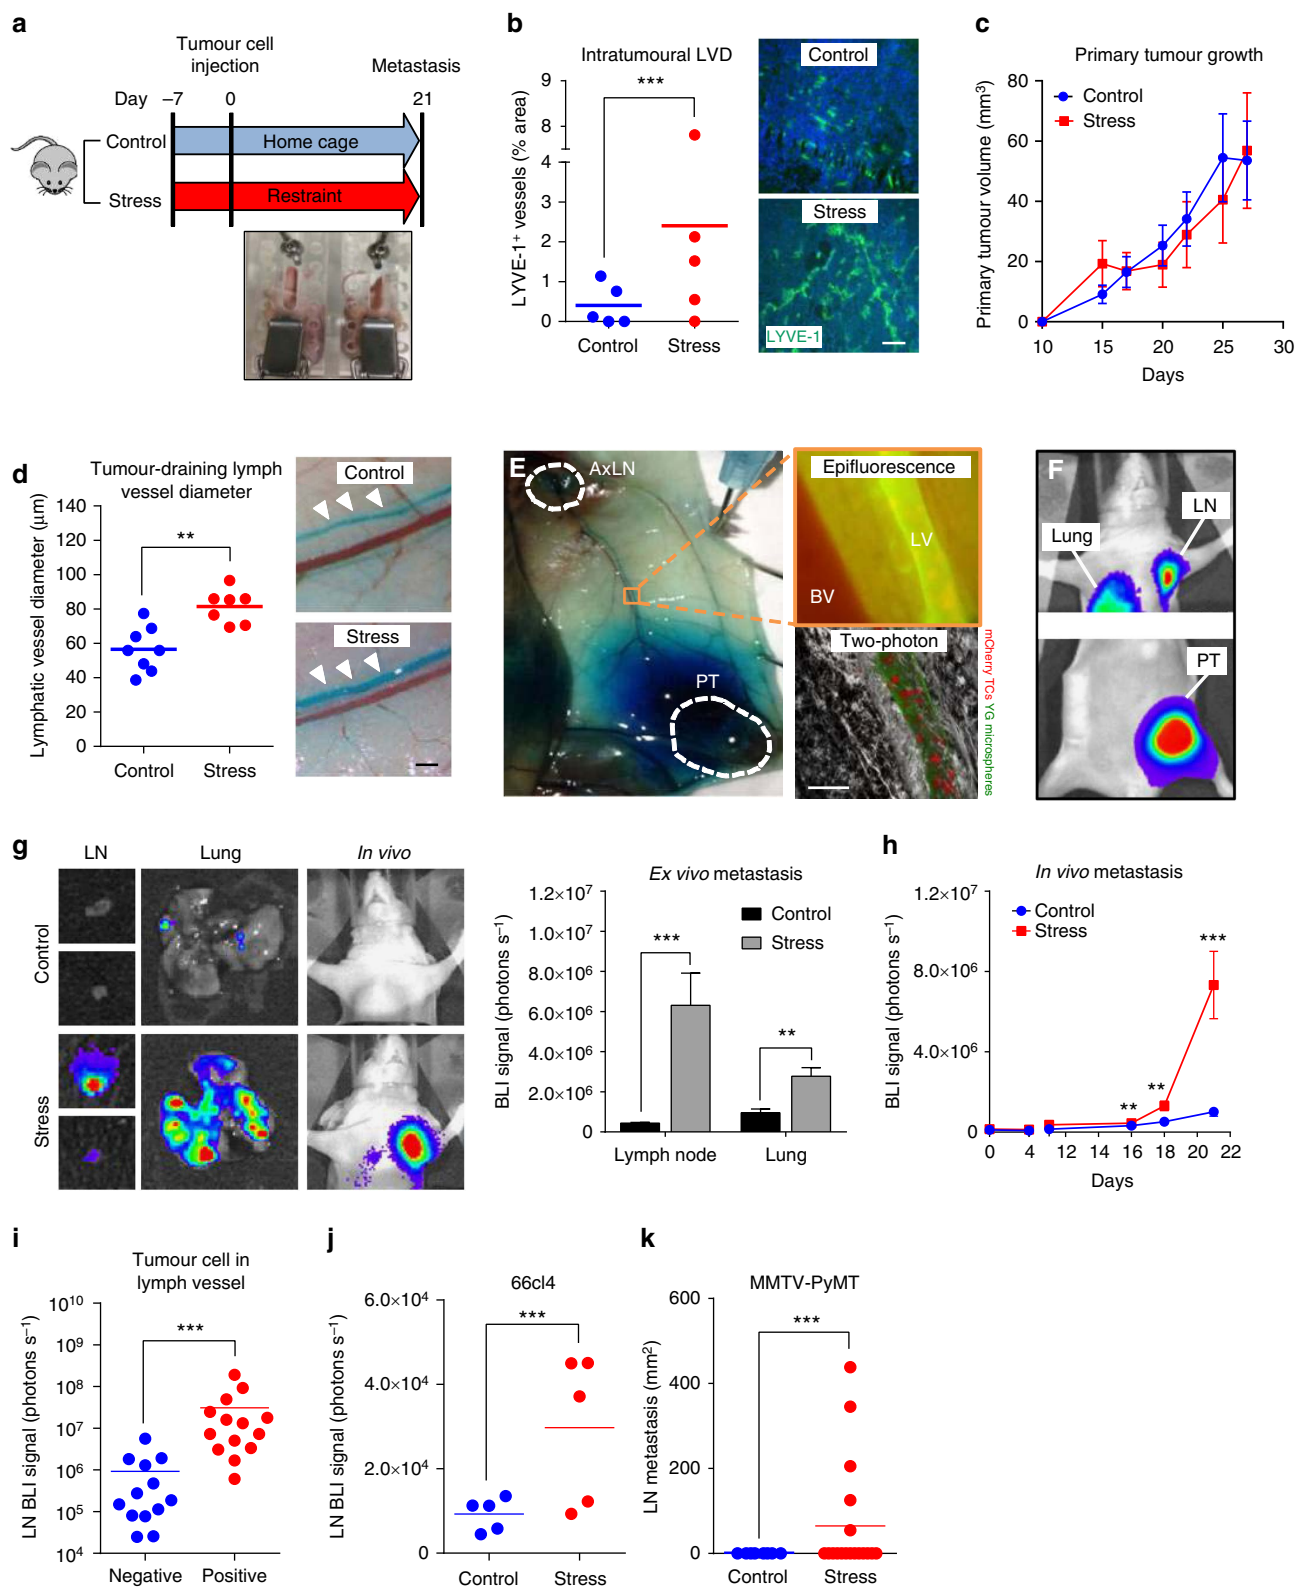 a
Tumour cell
injection
Metastasis
Day
–7
0
21
Control
Home cage
Stress
Restraint
b
Intratumoural LVD
***
LYVE-1⁺ vessels (% area)
9
8
4
3
2
1
0
Control
Stress
Control
Stress
LYVE-1
c
Primary tumour growth
Primary tumour volume (mm³)
80
60
40
20
0
Control
Stress
10
15
20
25
30
Days
d
Tumour-draining lymph
vessel diameter
**
Lymphatic vessel diameter (μm)
140
120
100
80
60
40
20
0
Control
Stress
Control
Stress
E
AxLN
PT
Epifluorescence
LV
BV
Two-photon
mCherry TCs YG microspheres
F
Lung
LN
PT
g
LN
Lung
In vivo
Control
Stress
Ex vivo metastasis
BLI signal (photons s⁻¹)
1.2×10⁷
1.0×10⁷
8.0×10⁶
6.0×10⁶
4.0×10⁶
2.0×10⁶
0
Control
Stress
***
**
Lymph node
Lung
h
In vivo metastasis
BLI signal (photons s⁻¹)
1.2×10⁷
8.0×10⁶
4.0×10⁶
0
Control
Stress
**
**
***
0
4
12
16
18
20
22
Days
i
Tumour cell in
lymph vessel
***
LN BLI signal (photons s⁻¹)
10¹⁰
10⁹
10⁸
10⁷
10⁶
10⁵
10⁴
Negative
Positive
j
66cl4
***
LN BLI signal (photons s⁻¹)
6.0×10⁴
4.0×10⁴
2.0×10⁴
0
Control
Stress
k
MMTV-PyMT
***
LN metastasis (mm²)
600
400
200
0
Control
Stress